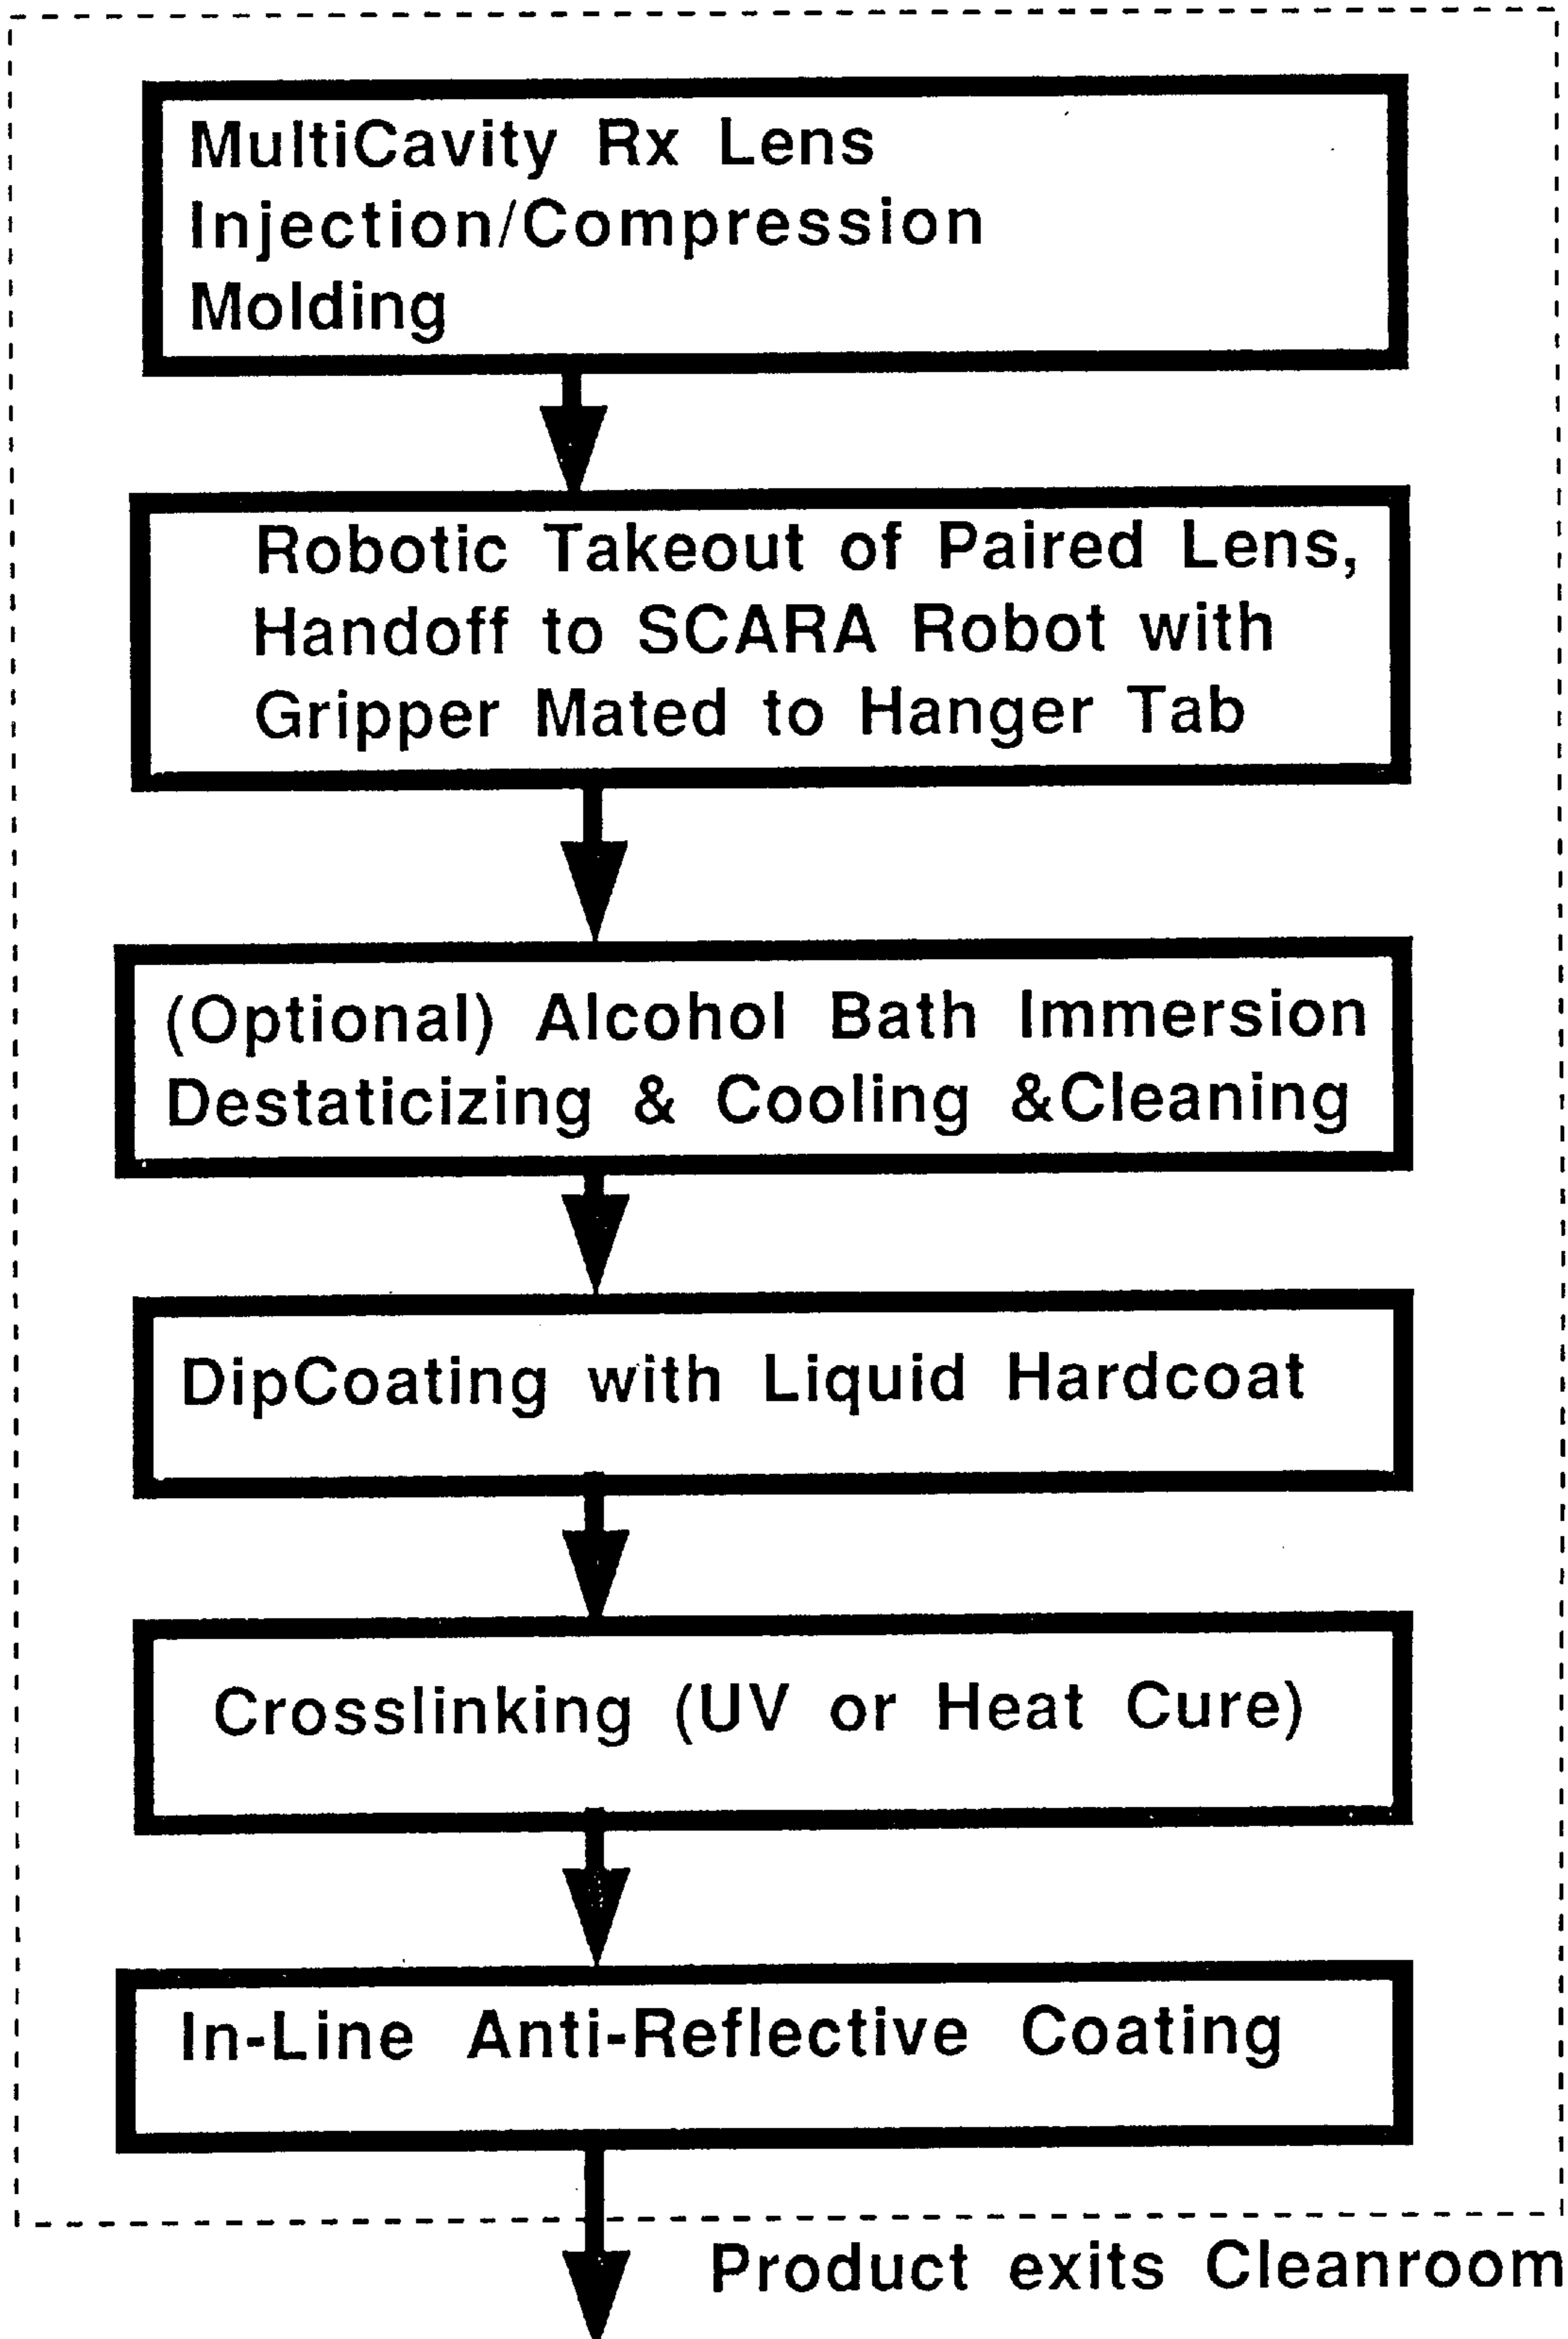 MultiCavity Rx Lens
Injection/Compression
Molding
Robotic Takeout of Paired Lens,
Handoff to SCARA Robot with
Gripper Mated to Hanger Tab
(Optional) Alcohol Bath Immersion
Destaticizing & Cooling &Cleaning
DipCoating with Liquid Hardcoat
Crosslinking (UV or Heat Cure)
In-Line Anti-Reflective Coating
Product exits Cleanroom